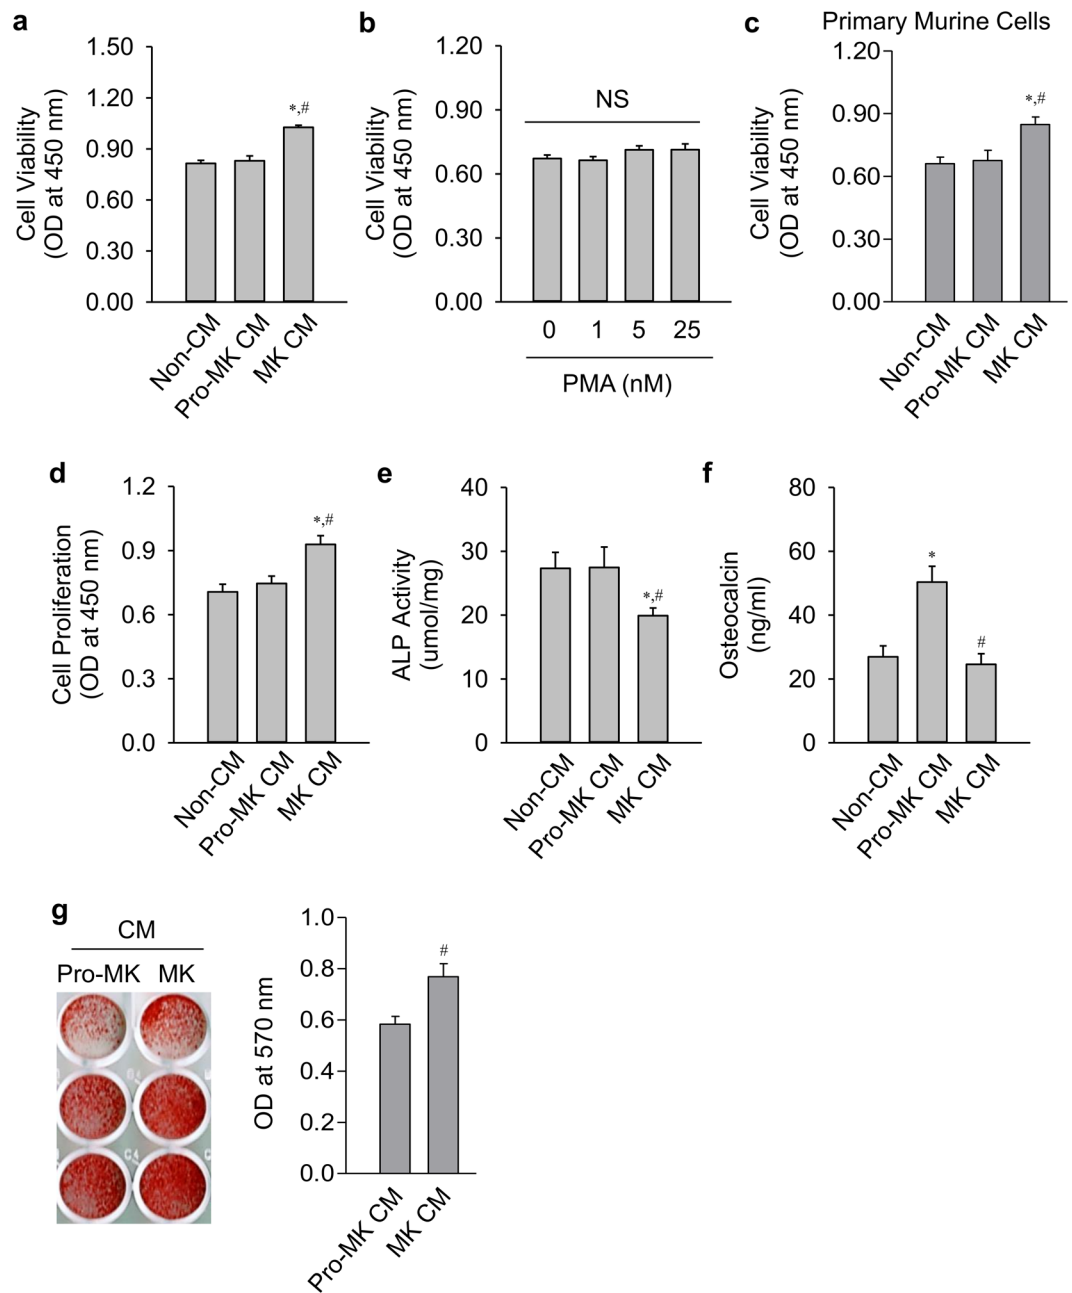 a
Cell Viability
(OD at 450 nm)
1.50
1.20
0.90
0.60
0.30
0.00
*,#
Non-CM
Pro-MK CM
MK CM
b
Cell Viability
(OD at 450 nm)
1.20
0.90
0.60
0.30
0.00
NS
0 1 5 25
PMA (nM)
c
Primary Murine Cells
Cell Viability
(OD at 450 nm)
1.20
0.90
0.60
0.30
0.00
*,#
Non-CM
Pro-MK CM
MK CM
d
Cell Proliferation
(OD at 450 nm)
1.2
0.9
0.6
0.3
0.0
*,#
Non-CM
Pro-MK CM
MK CM
e
ALP Activity
(umol/mg)
40
30
20
10
0
*,#
Non-CM
Pro-MK CM
MK CM
f
Osteocalcin
(ng/ml)
80
60
40
20
0
*
#
Non-CM
Pro-MK CM
MK CM
g
CM
Pro-MK MK
OD at 570 nm
1.0
0.8
0.6
0.4
0.2
0.0
#
Pro-MK CM
MK CM